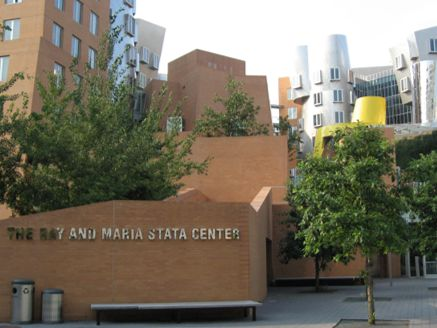 THE RAY AND MARIA STATA CENTER